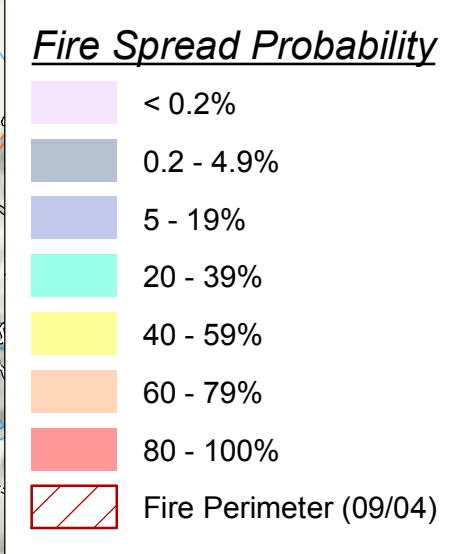 Fire Spread Probability
< 0.2%
0.2 - 4.9%
5 - 19%
20 - 39%
40 - 59%
60 - 79%
80 - 100%
Fire Perimeter (09/04)